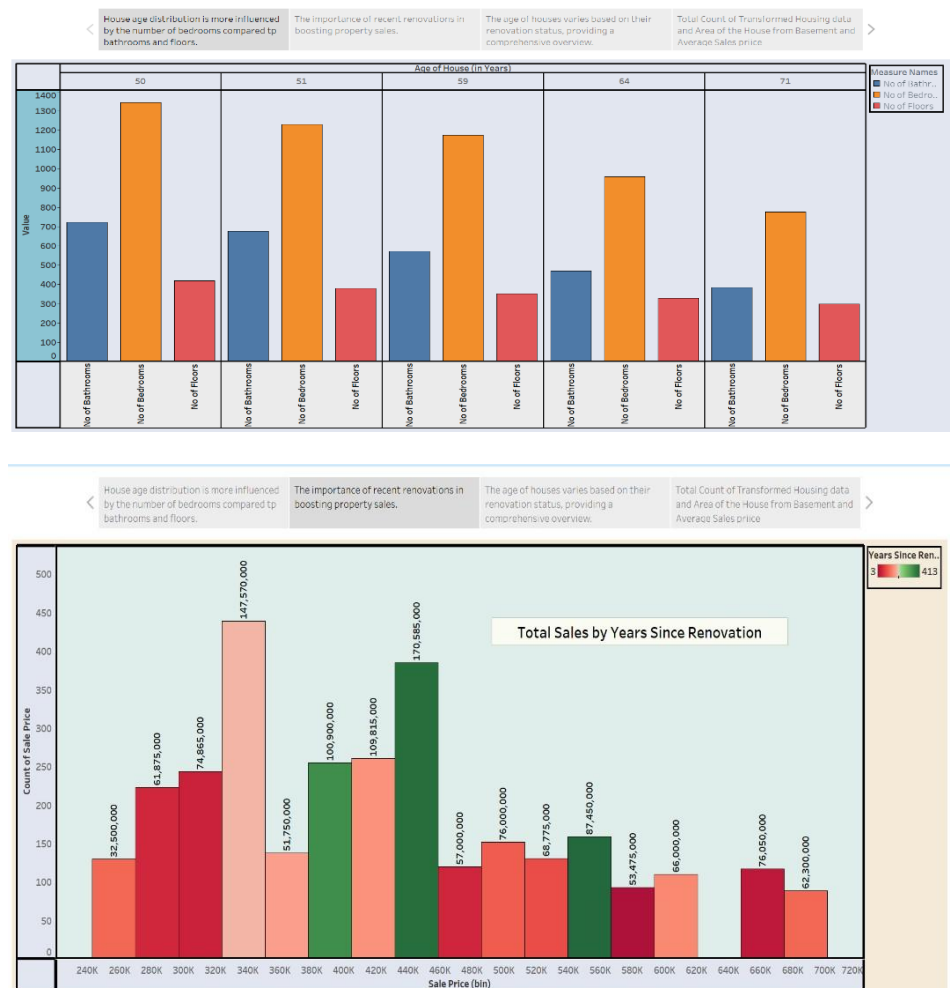 House age distribution is more influenced
by the number of bedrooms compared tp
bathrooms and floors.
The importance of recent renovations in
boosting property sales.
The age of houses varies based on their
renovation status, providing a
comprehensive overview.
Total Count of Transformed Housing data
and Area of the House from Basement and
Average Sales priice
Age of House (in Years)
50
51
59
64
71
Value
1400
1300
1200
1100
1000
900
800
700
600
500
400
300
200
100
0
No of Bathrooms
No of Bedrooms
No of Floors
No of Bathrooms
No of Bedrooms
No of Floors
No of Bathrooms
No of Bedrooms
No of Floors
No of Bathrooms
No of Bedrooms
No of Floors
No of Bathrooms
No of Bedrooms
No of Floors
Measure Names
No of Bathr..
No of Bedro..
No of Floors
House age distribution is more influenced
by the number of bedrooms compared tp
bathrooms and floors.
The importance of recent renovations in
boosting property sales.
The age of houses varies based on their
renovation status, providing a
comprehensive overview.
Total Count of Transformed Housing data
and Area of the House from Basement and
Average Sales priice
Total Sales by Years Since Renovation
Count of Sale Price
500
450
400
350
300
250
200
150
100
50
0
32,500,000
61,875,000
74,865,000
147,570,000
51,750,000
100,900,000
109,815,000
170,585,000
57,000,000
76,000,000
68,775,000
87,450,000
53,475,000
66,000,000
76,050,000
62,300,000
240K 260K 280K 300K 320K 340K 360K 380K 400K 420K 440K 460K 480K 500K 520K 540K 560K 580K 600K 620K 640K 660K 680K 700K 720K
Sale Price (bin)
Years Since Ren..
3 413